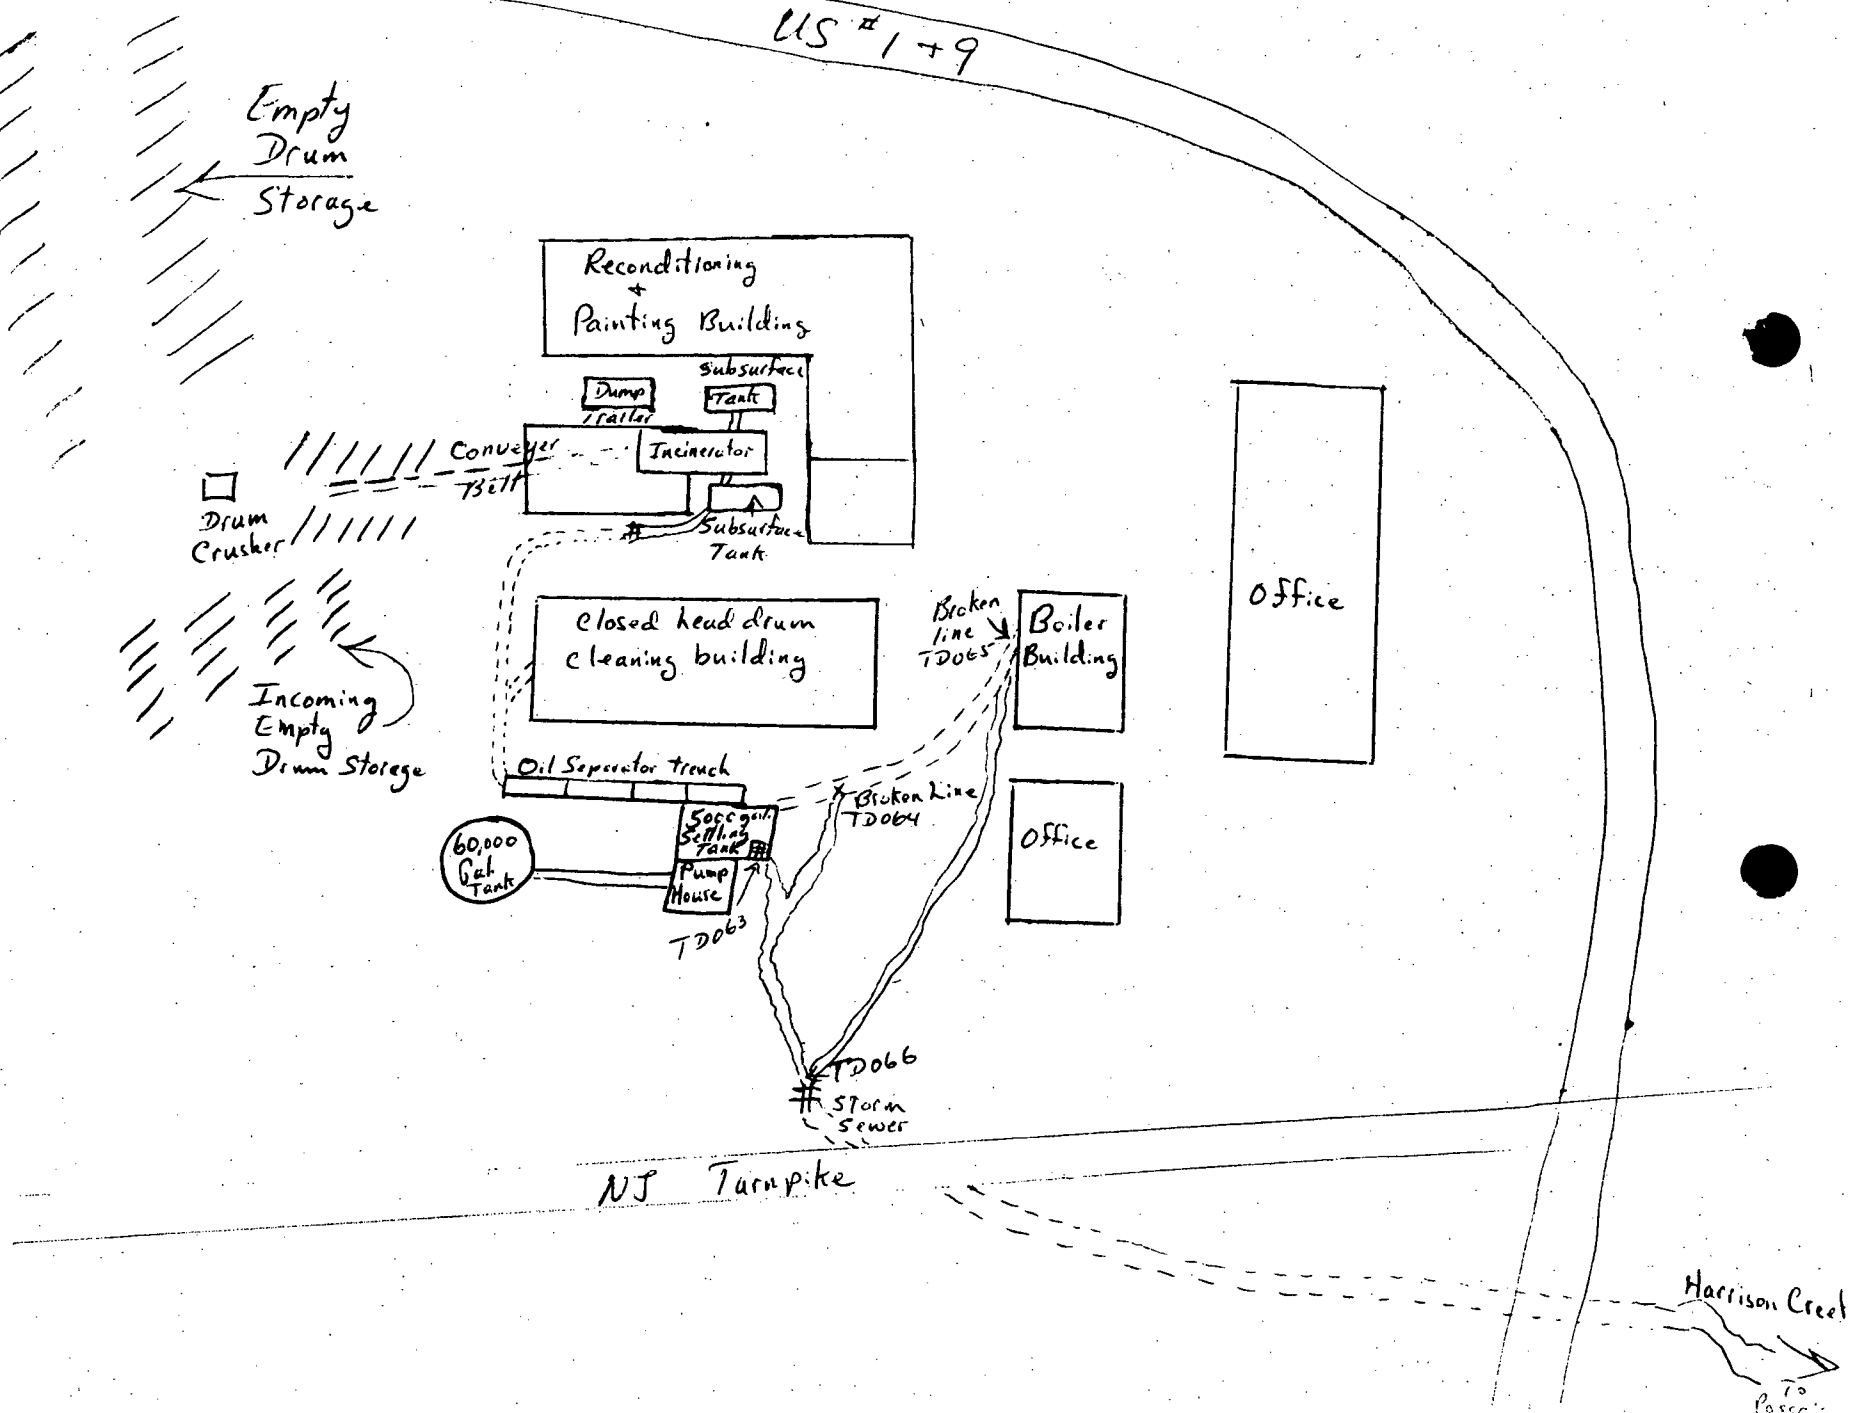 US #1+9
Empty
Drum
Storage
Reconditioning
+
Painting Building
Subsurface
Tank
Dump
Trailer
Conveyer
Belt
Incinerator
Subsurface
Tank
Drum
Crusher
Closed head drum
cleaning building
Broken
line
TD065
Boiler
Building
Office
Incoming
Empty
Drum Storage
Oil Separator trench
Broken Line
TD064
Settling
Tank
60,000
Gal
Tank
Pump
House
TD063
Office
TD066
Storm
Sewer
NJ Turnpike
Harrison Creek
To